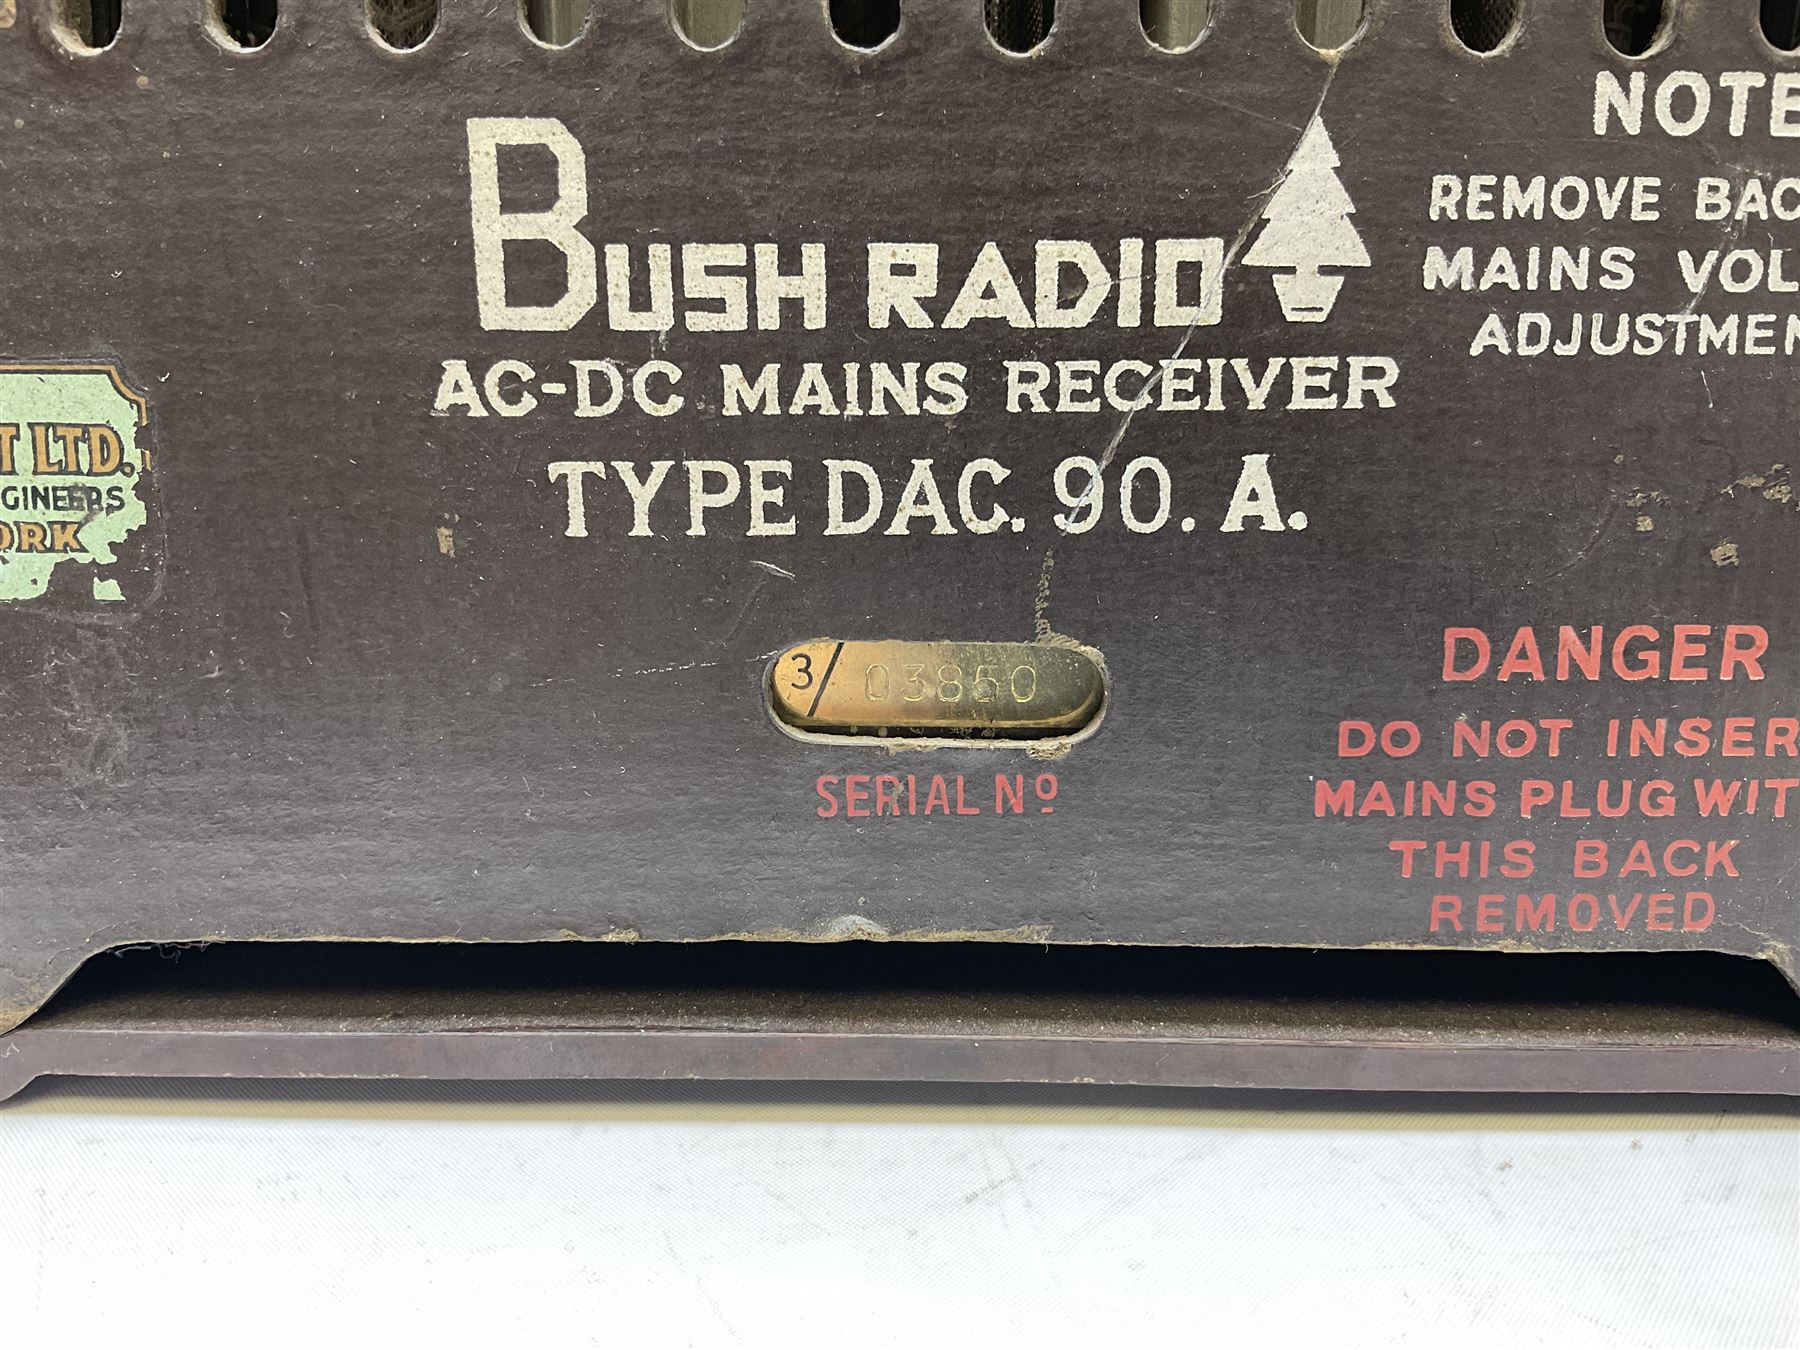 BUSH RADIO
AC-DC MAINS RECEIVER
TYPE DAC. 90. A.
3/ 03860
SERIAL Nº
T LTD.
GINEERS
ORK
NOTE
REMOVE BAC
MAINS VOL
ADJUSTMEN
DANGER
DO NOT INSER
MAINS PLUG WIT
THIS BACK
REMOVED